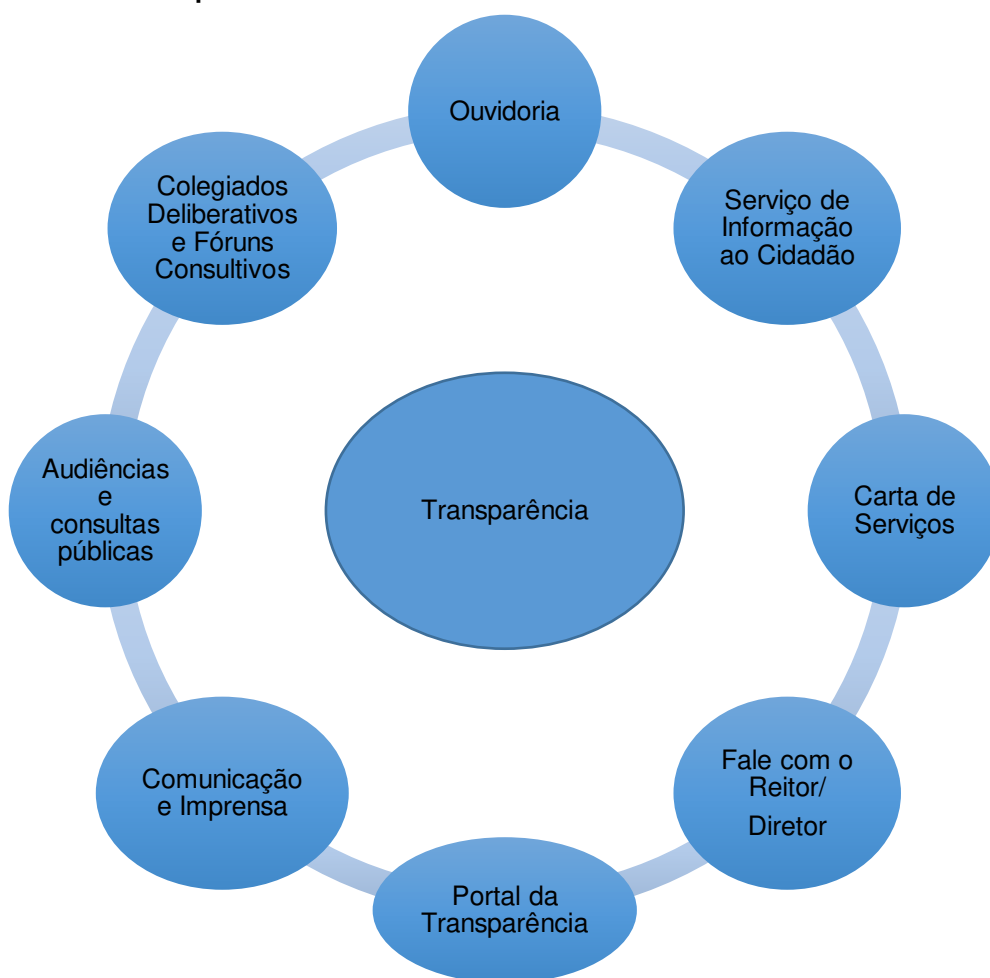 Ouvidoria
Colegiados
Deliberativos
e Fóruns
Consultivos
Serviço de
Informação
ao Cidadão
Audiências
e
consultas
públicas
Transparência
Carta de
Serviços
Comunicação
e Imprensa
Fale com o
Reitor/
Diretor
Portal da
Transparência